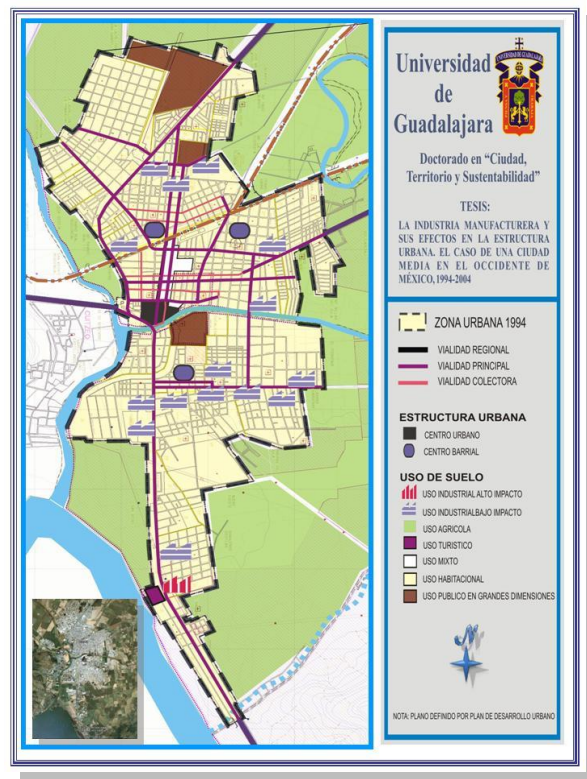 Universidad
de
Guadalajara
Doctorado en “Ciudad,
Territorio y Sustentabilidad”
TESIS:
LA INDUSTRIA MANUFACTURERA Y
SUS EFECTOS EN LA ESTRUCTURA
URBANA. EL CASO DE UNA CIUDAD
MEDIA EN EL OCCIDENTE DE
MÉXICO,1994-2004
ZONA URBANA 1994
VIALIDAD REGIONAL
VIALIDAD PRINCIPAL
VIALIDAD COLECTORA
ESTRUCTURA URBANA
CENTRO URBANO
CENTRO BARRIAL
USO DE SUELO
USO INDUSTRIAL ALTO IMPACTO
USO INDUSTRIALBAJO IMPACTO
USO AGRICOLA
USO TURISTICO
USO MIXTO
USO HABITACIONAL
USO PUBLICO EN GRANDES DIMENSIONES
N
NOTA: PLANO DEFINIDO POR PLAN DE DESARROLLO URBANO